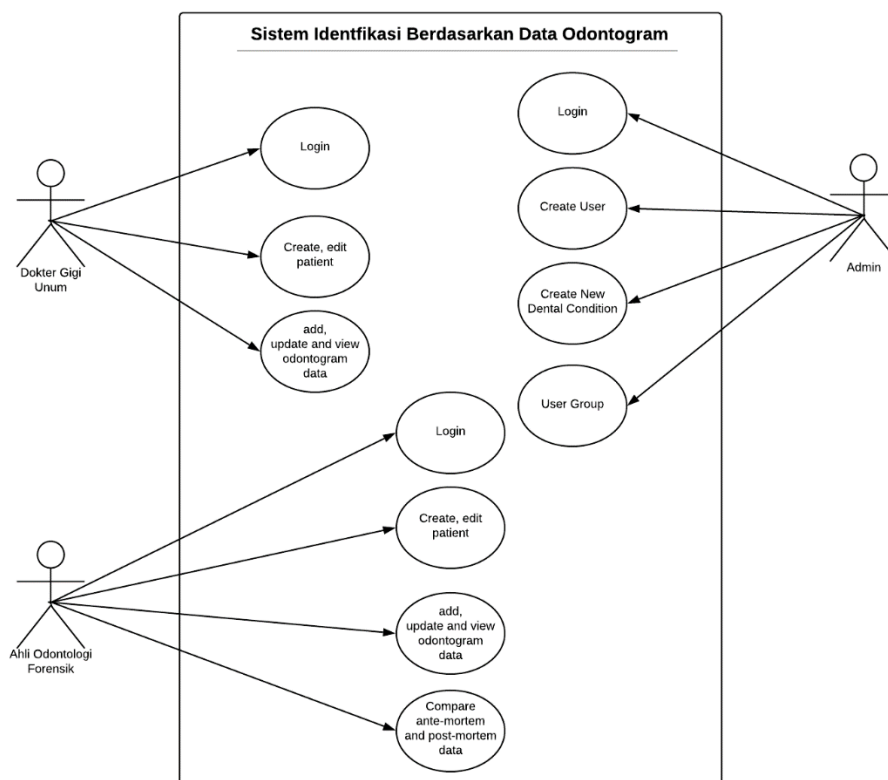 Sistem Identfikasi Berdasarkan Data Odontogram
Login
Create, edit
patient
add,
update and view
odontogram
data
Dokter Gigi
Unum
Login
Create User
Create New
Dental Condition
User Group
Admin
Login
Create, edit
patient
add,
update and view
odontogram
data
Compare
ante-mortem
and post-mortem
data
Ahli Odontologi
Forensik